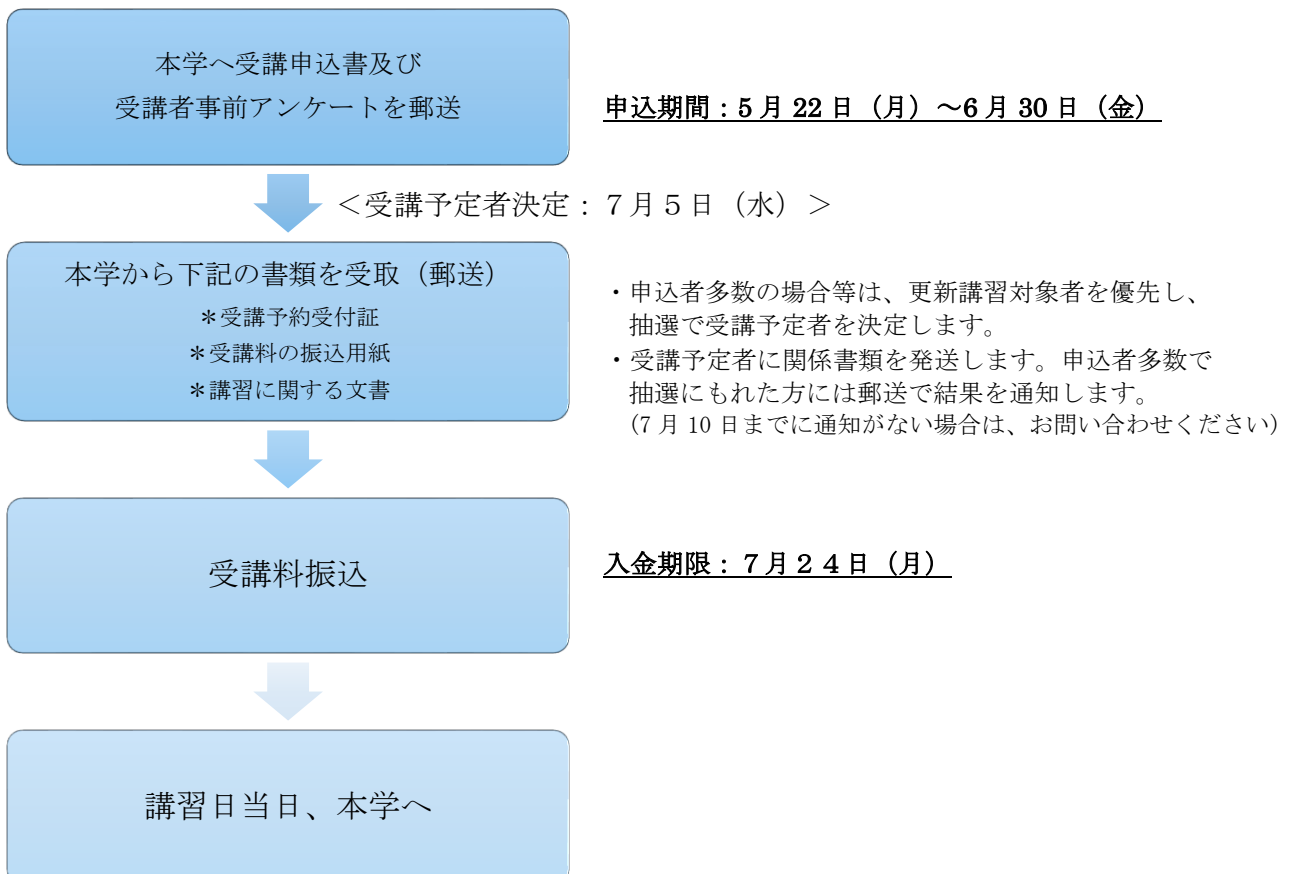 本学へ受講申込書及び
受講者事前アンケートを郵送
申込期間：5 月 22 日（月）～6 月 30 日（金）
＜受講予定者決定：７月５日（水）＞
本学から下記の書類を受取（郵送）
＊受講予約受付証
＊受講料の振込用紙
＊講習に関する文書
・申込者多数の場合等は、更新講習対象者を優先し、
抽選で受講予定者を決定します。
・受講予定者に関係書類を発送します。申込者多数で
抽選にもれた方には郵送で結果を通知します。
(7 月 10 日までに通知がない場合は、お問い合わせください)
受講料振込
入金期限：７月２４日（月）
講習日当日、本学へ